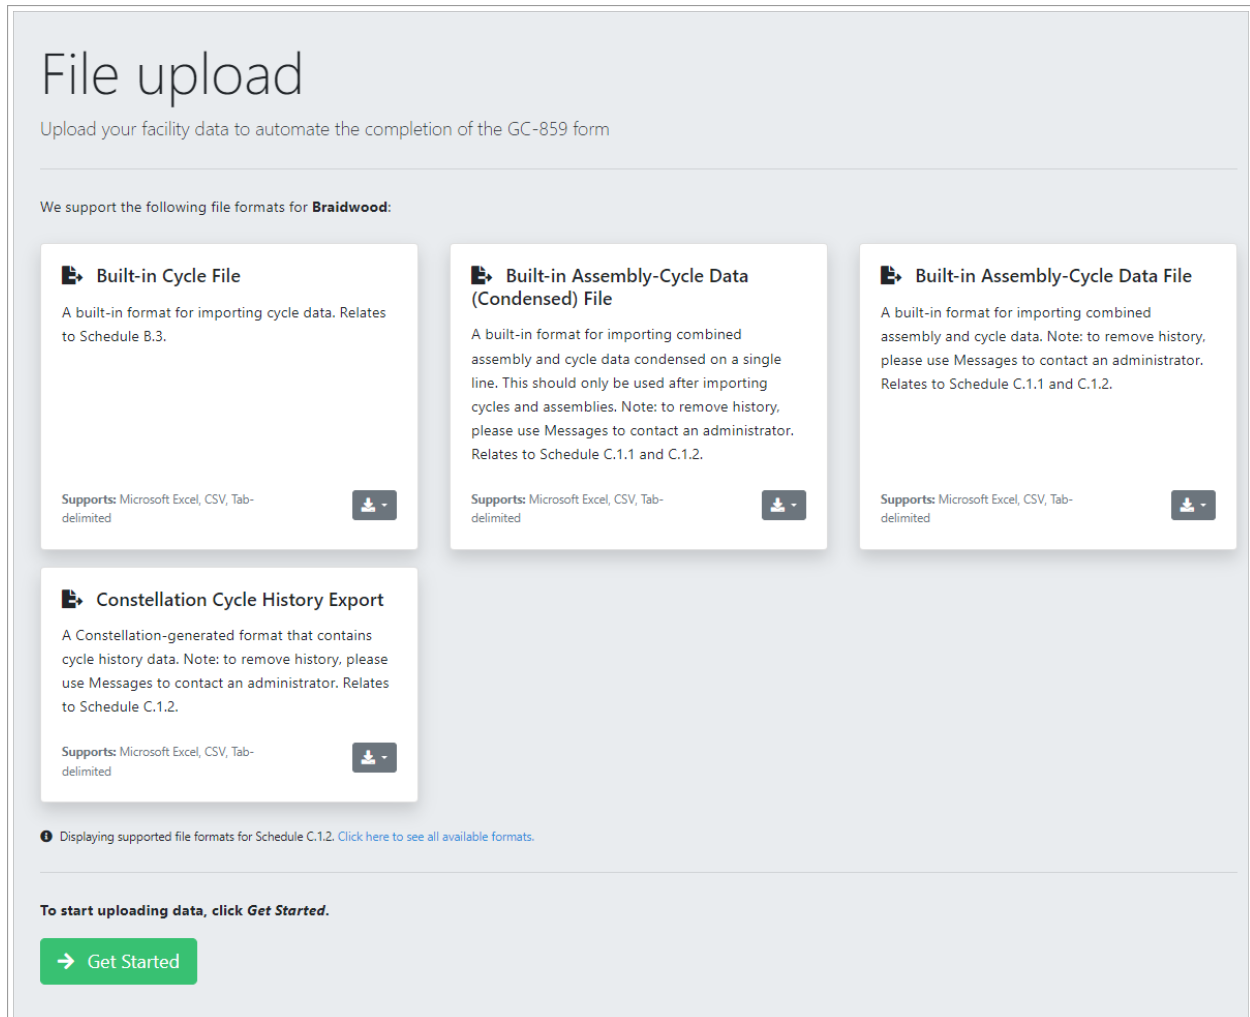 File upload
Upload your facility data to automate the completion of the GC-859 form
We support the following file formats for Braidwood:
Built-in Cycle File
A built-in format for importing cycle data. Relates
to Schedule B.3.
Supports: Microsoft Excel, CSV, Tab-
delimited
Built-in Assembly-Cycle Data
(Condensed) File
A built-in format for importing combined
assembly and cycle data condensed on a single
line. This should only be used after importing
cycles and assemblies. Note: to remove history,
please use Messages to contact an administrator.
Relates to Schedule C.1.1 and C.1.2.
Supports: Microsoft Excel, CSV, Tab-
delimited
Built-in Assembly-Cycle Data File
A built-in format for importing combined
assembly and cycle data. Note: to remove history,
please use Messages to contact an administrator.
Relates to Schedule C.1.1 and C.1.2.
Supports: Microsoft Excel, CSV, Tab-
delimited
Constellation Cycle History Export
A Constellation-generated format that contains
cycle history data. Note: to remove history, please
use Messages to contact an administrator. Relates
to Schedule C.1.2.
Supports: Microsoft Excel, CSV, Tab-
delimited
Displaying supported file formats for Schedule C.1.2. Click here to see all available formats.
To start uploading data, click Get Started.
Get Started